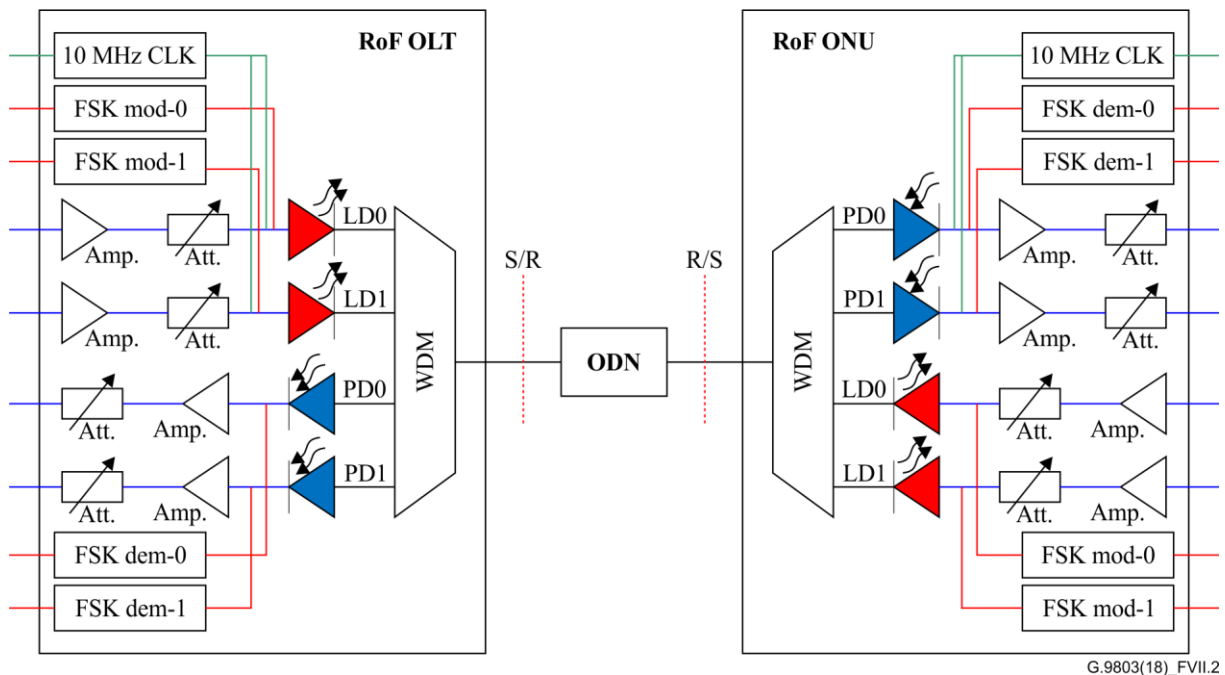 RoF OLT
10 MHz CLK
FSK mod-0
FSK mod-1
Amp.
Att.
LD0
Amp.
Att.
LD1
Att.
Amp.
PD0
Att.
Amp.
PD1
FSK dem-0
FSK dem-1
WDM
S/R
ODN
R/S
RoF ONU
10 MHz CLK
FSK dem-0
FSK dem-1
WDM
PD0
Amp.
Att.
PD1
Amp.
Att.
LD0
Att.
Amp.
LD1
Att.
Amp.
FSK mod-0
FSK mod-1
G.9803(18)_FVII.2